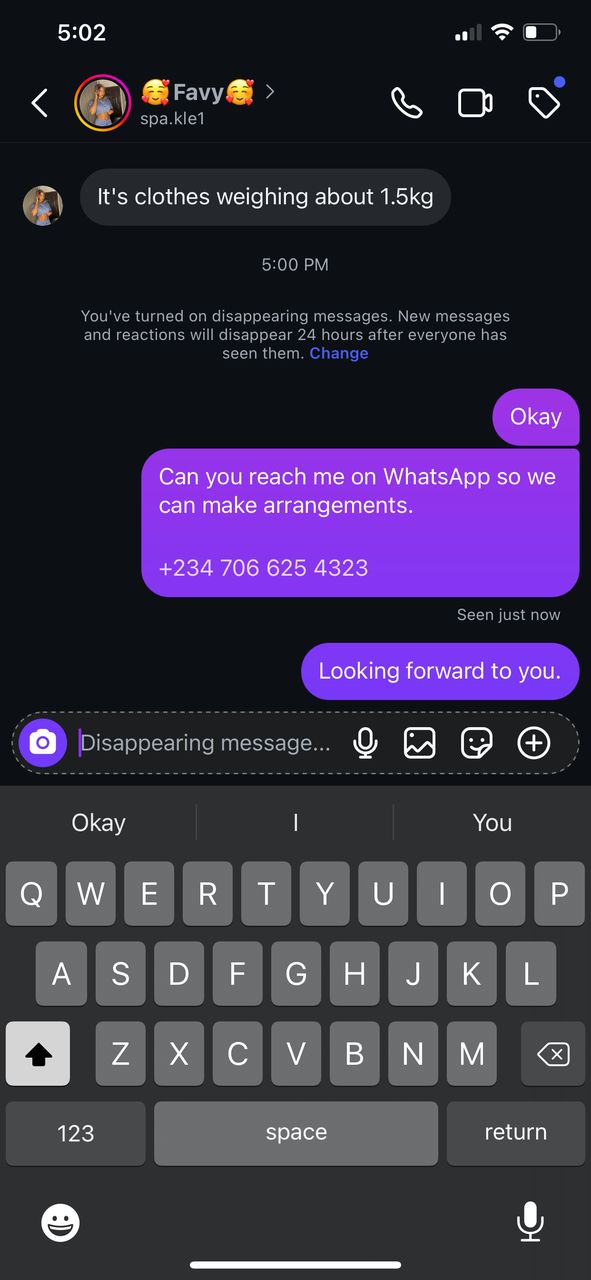 5:02
🥰Favy🥰
spa.kle1
It's clothes weighing about 1.5kg
5:00 PM
You've turned on disappearing messages. New messages
and reactions will disappear 24 hours after everyone has
seen them. Change
Okay
Can you reach me on WhatsApp so we
can make arrangements.
+234 706 625 4323
Seen just now
Looking forward to you.
Disappearing message...
Okay I You
Q W E R T Y U I O P
A S D F G H J K L
Z X C V B N M
123 space return